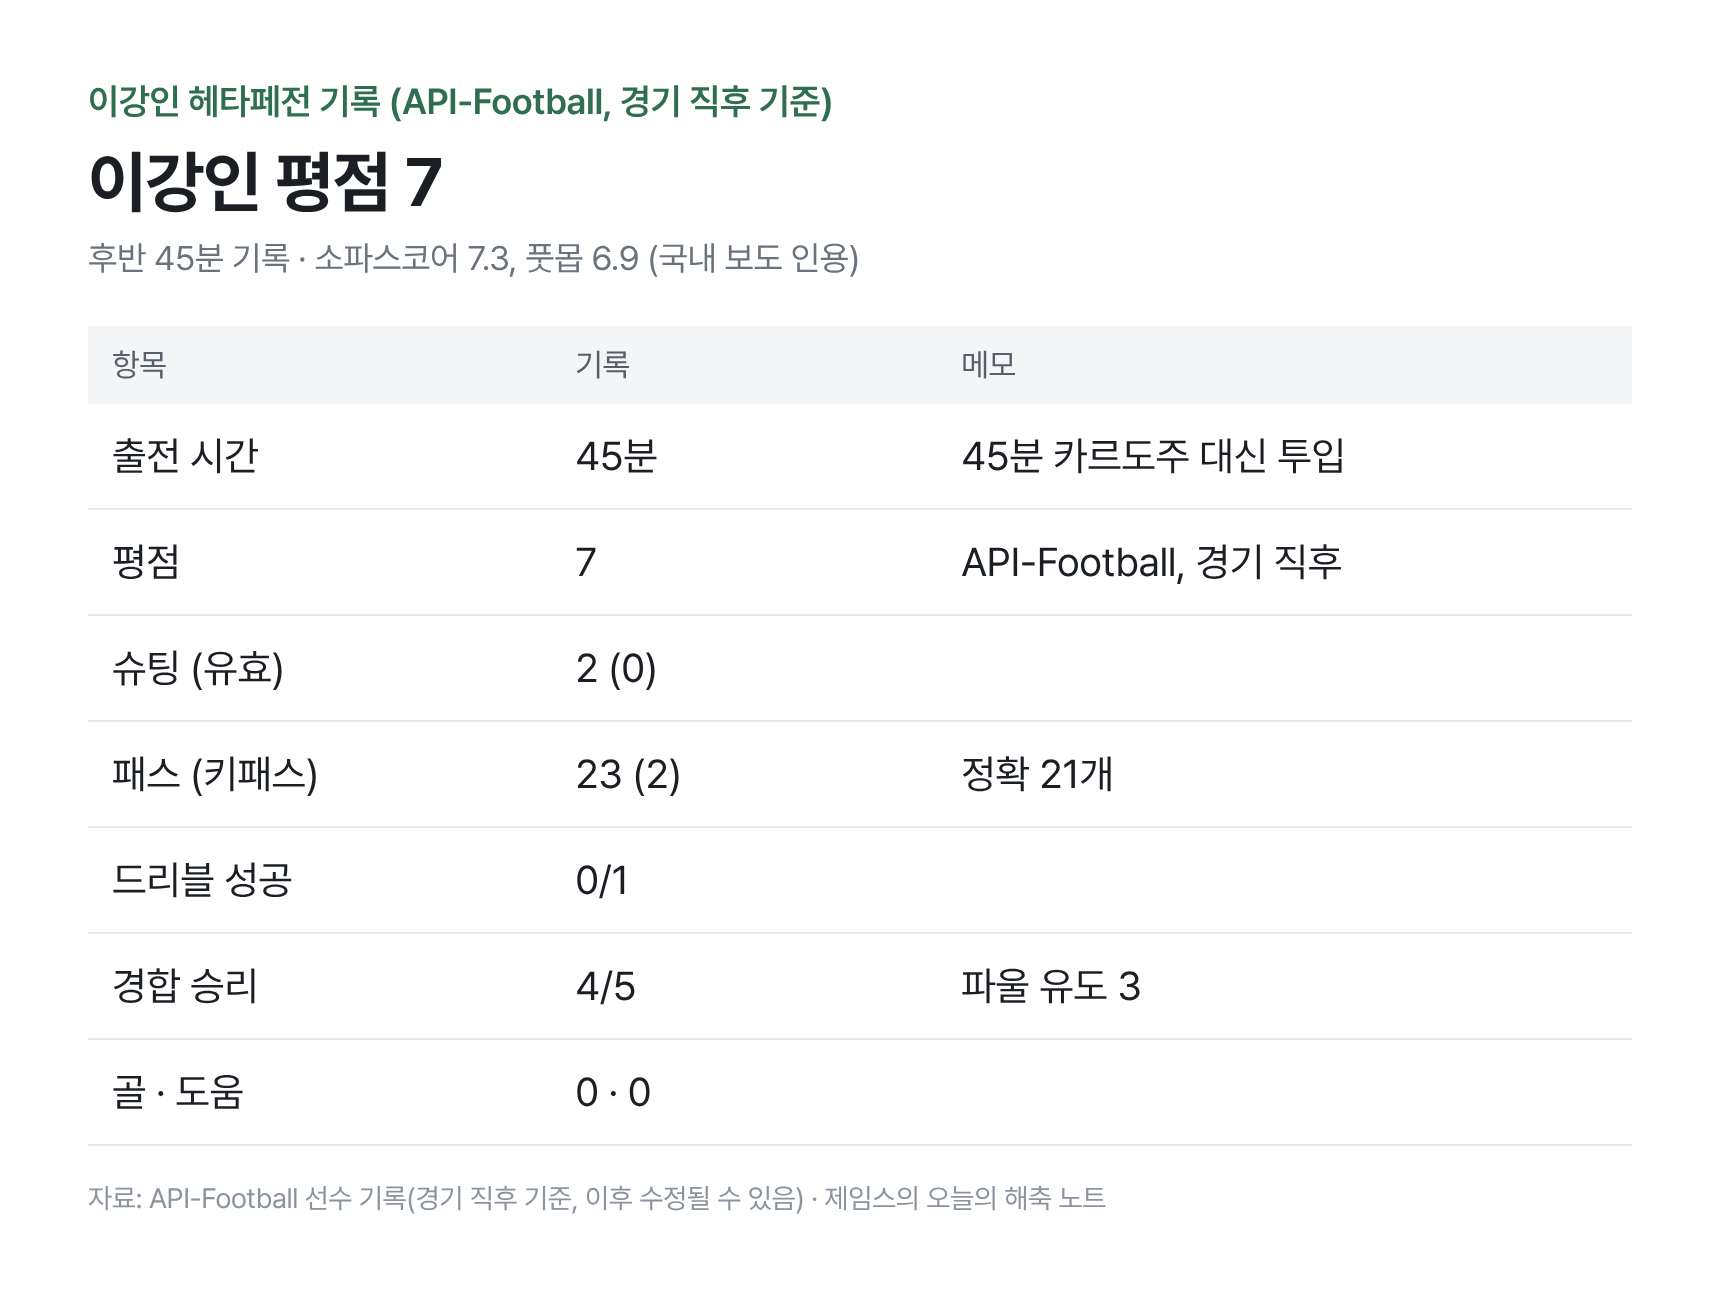 이강인 헤타페전 기록 (API-Football, 경기 직후 기준)
이강인 평점 7
후반 45분 기록 · 소파스코어 7.3, 풋몹 6.9 (국내 보도 인용)
항목 기록 메모
출전 시간 45분 45분 카르도주 대신 투입
평점 7 API-Football, 경기 직후
슈팅 (유효) 2 (0)
패스 (키패스) 23 (2) 정확 21개
드리블 성공 0/1
경합 승리 4/5 파울 유도 3
골 · 도움 0 · 0
자료: API-Football 선수 기록(경기 직후 기준, 이후 수정될 수 있음) · 제임스의 오늘의 해축 노트